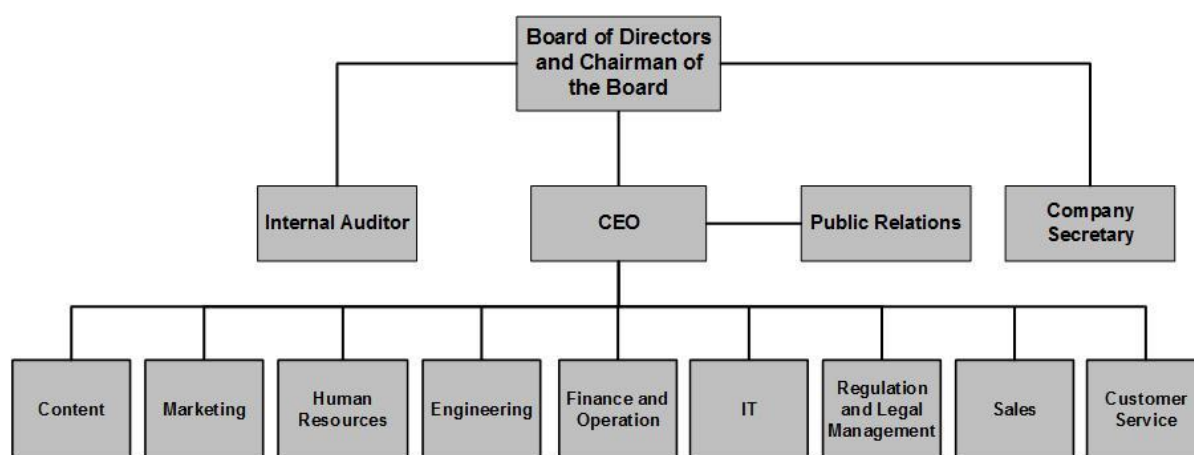 Board of Directors
and Chairman of
the Board
Internal Auditor
CEO
Public Relations
Company
Secretary
Content
Marketing
Human
Resources
Engineering
Finance and
Operation
IT
Regulation
and Legal
Management
Sales
Customer
Service